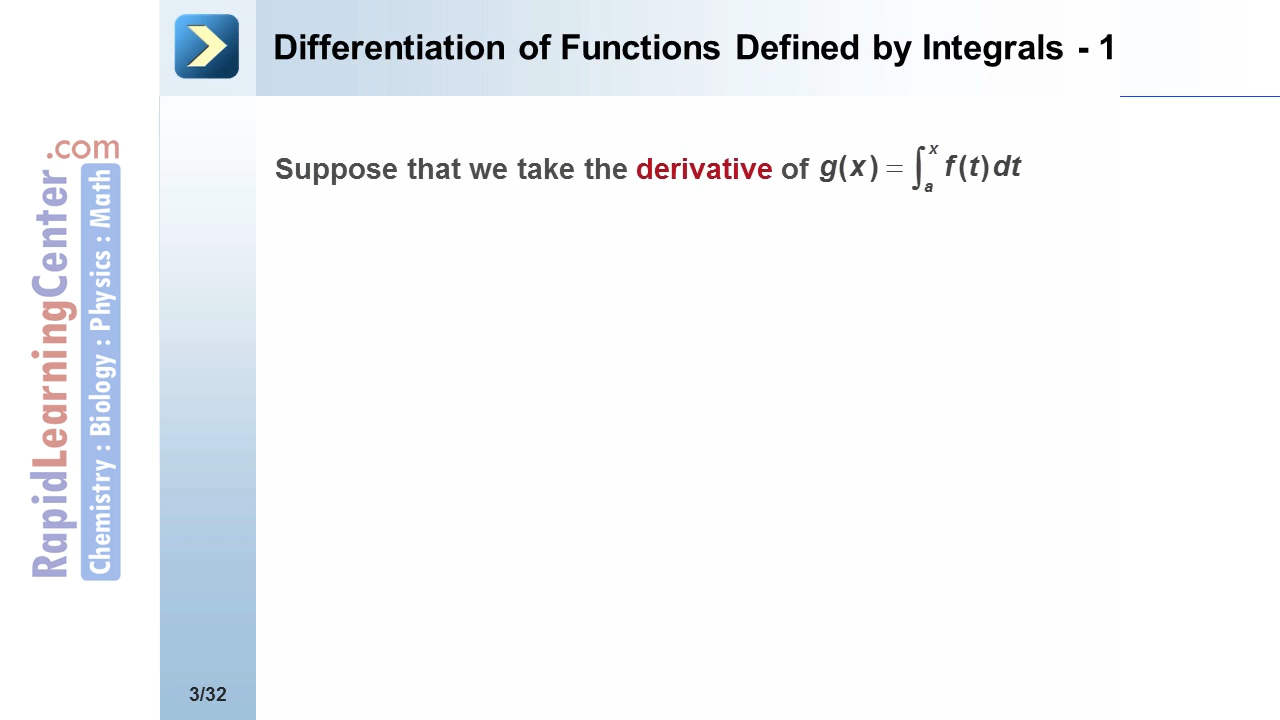 Differentiation of Functions Defined by Integrals - 1
Suppose that we take the derivative of g(x) = ∫ₐˣ f(t)dt
RapidLearningCenter.com
Chemistry : Biology : Physics : Math
3/32